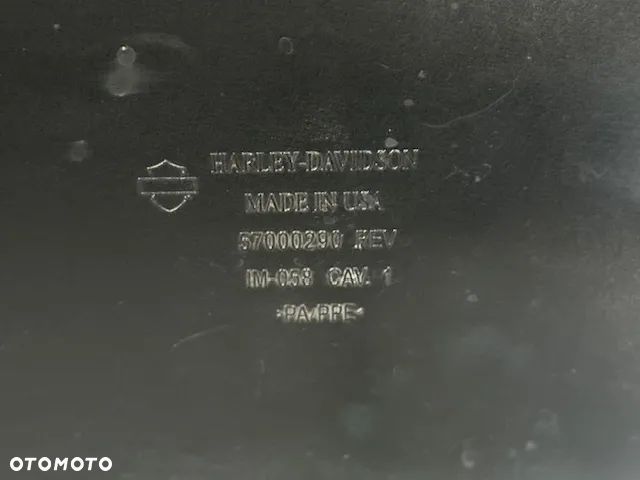 HARLEY-DAVIDSON
MADE IN USA
57000290 REV
IM-058 CAV. 1
>PA/PPE<
OTOMOTO